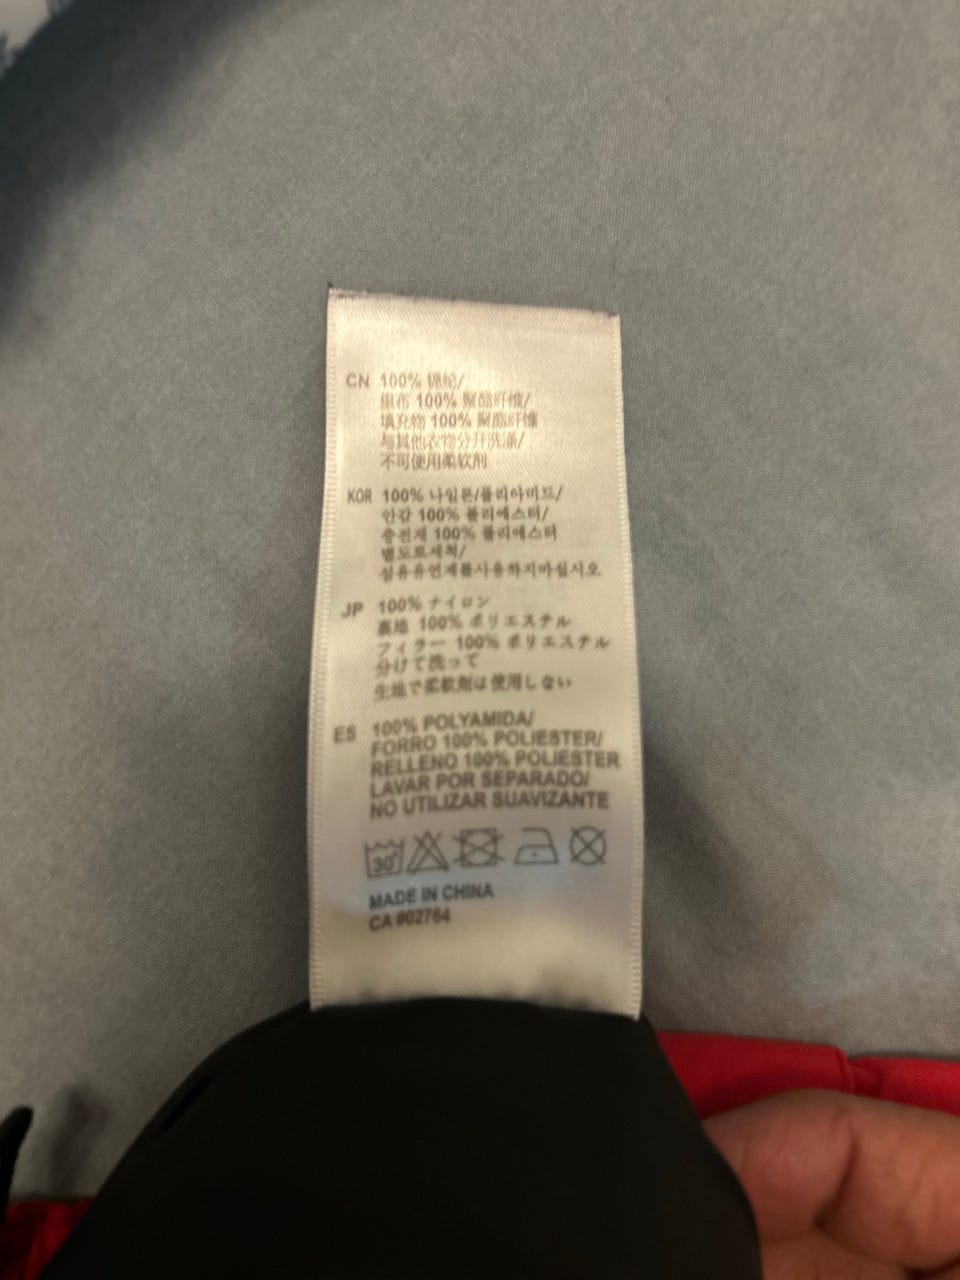 CN 100% 锦纶/
里布 100% 聚酯纤维/
填充物 100% 聚酯纤维
与其他衣物分开洗涤/
不可使用柔软剂
KOR 100% 나일론/폴리아미드/
안감 100% 폴리에스터/
충전재 100% 폴리에스터
별도로세척/
섬유유연제를사용하지마십시오
JP 100% ナイロン
裏地 100% ポリエステル
フィラー 100% ポリエステル
分けて洗って
生地で柔軟剤は使用しない
ES 100% POLYAMIDA/
FORRO 100% POLIESTER/
RELLENO 100% POLIESTER
LAVAR POR SEPARADO/
NO UTILIZAR SUAVIZANTE
30°
MADE IN CHINA
CA #02764